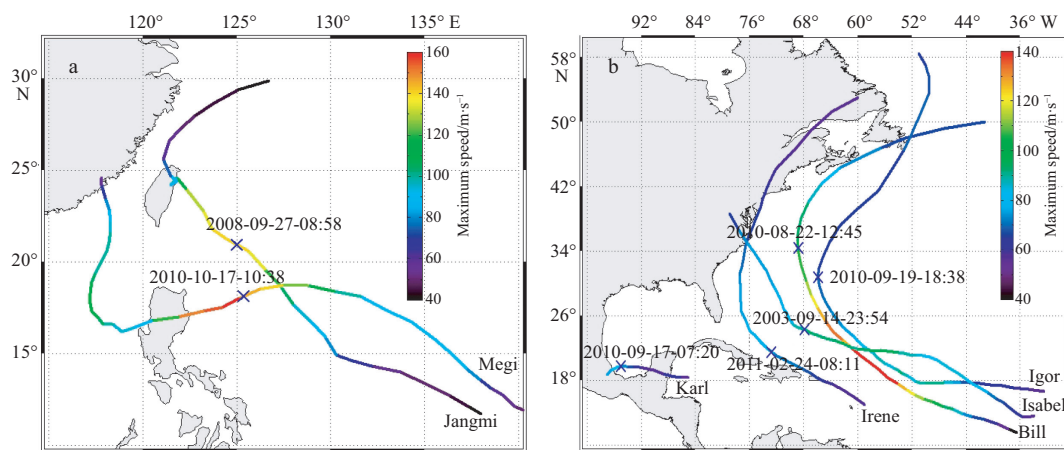 120° 125° 130° 135° E
a
30°
N
25°
20°
15°
160
140
120
100
80
60
40
Maximum speed/m·s⁻¹
2008-09-27-08:58
2010-10-17-10:38
Megi
Jangmi
92° 84° 76° 68° 60° 52° 44° 36° W
b
58°
N
50°
42°
34°
26°
18°
140
120
100
80
60
40
Maximum speed/m·s⁻¹
2010-08-22-12:45
2010-09-19-18:38
2003-09-14-23:54
2010-09-17-07:20
2011-02-24-08:11
Karl
Irene
Igor
Isabel
Bill